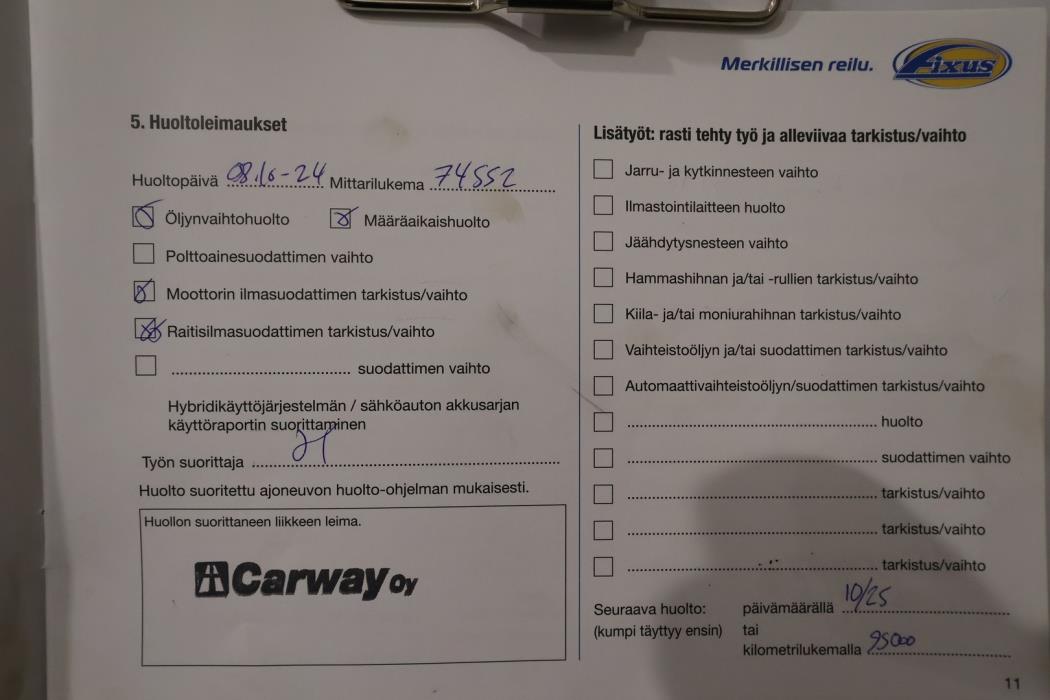 Merkillisen reilu. Fixus
5. Huoltoleimaukset
Huoltopäivä 08.10-24 Mittarilukema 74552
Öljynvaihtohuolto Määräaikaishuolto
Polttoainesuodattimen vaihto
Moottorin ilmasuodattimen tarkistus/vaihto
Raitisilmasuodattimen tarkistus/vaihto
suodattimen vaihto
Hybridikäyttöjärjestelmän / sähköauton akkusarjan
käyttöraportin suorittaminen
Työn suorittaja
Huolto suoritettu ajoneuvon huolto-ohjelman mukaisesti.
Huollon suorittaneen liikkeen leima.
Carway Oy
Lisätyöt: rasti tehty työ ja alleviivaa tarkistus/vaihto
Jarru- ja kytkinnesteen vaihto
Ilmastointilaitteen huolto
Jäähdytysnesteen vaihto
Hammashihnan ja/tai -rullien tarkistus/vaihto
Kiila- ja/tai moniurahihnan tarkistus/vaihto
Vaihteistoöljyn ja/tai suodattimen tarkistus/vaihto
Automaattivaihteistoöljyn/suodattimen tarkistus/vaihto
huolto
suodattimen vaihto
tarkistus/vaihto
tarkistus/vaihto
tarkistus/vaihto
Seuraava huolto: päivämäärällä 10/25
(kumpi täyttyy ensin) tai
kilometrilukemalla 95000
11